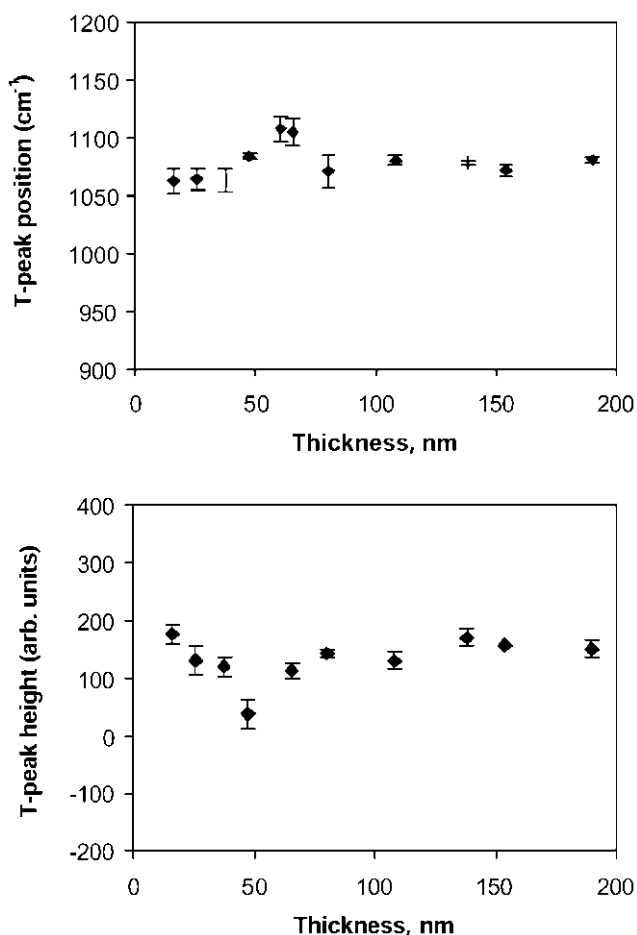 1200
1150
1100
1050
1000
950
900
T-peak position (cm⁻¹)
0 50 100 150 200
Thickness, nm
400
300
200
100
0
-100
-200
T-peak height (arb. units)
0 50 100 150 200
Thickness, nm